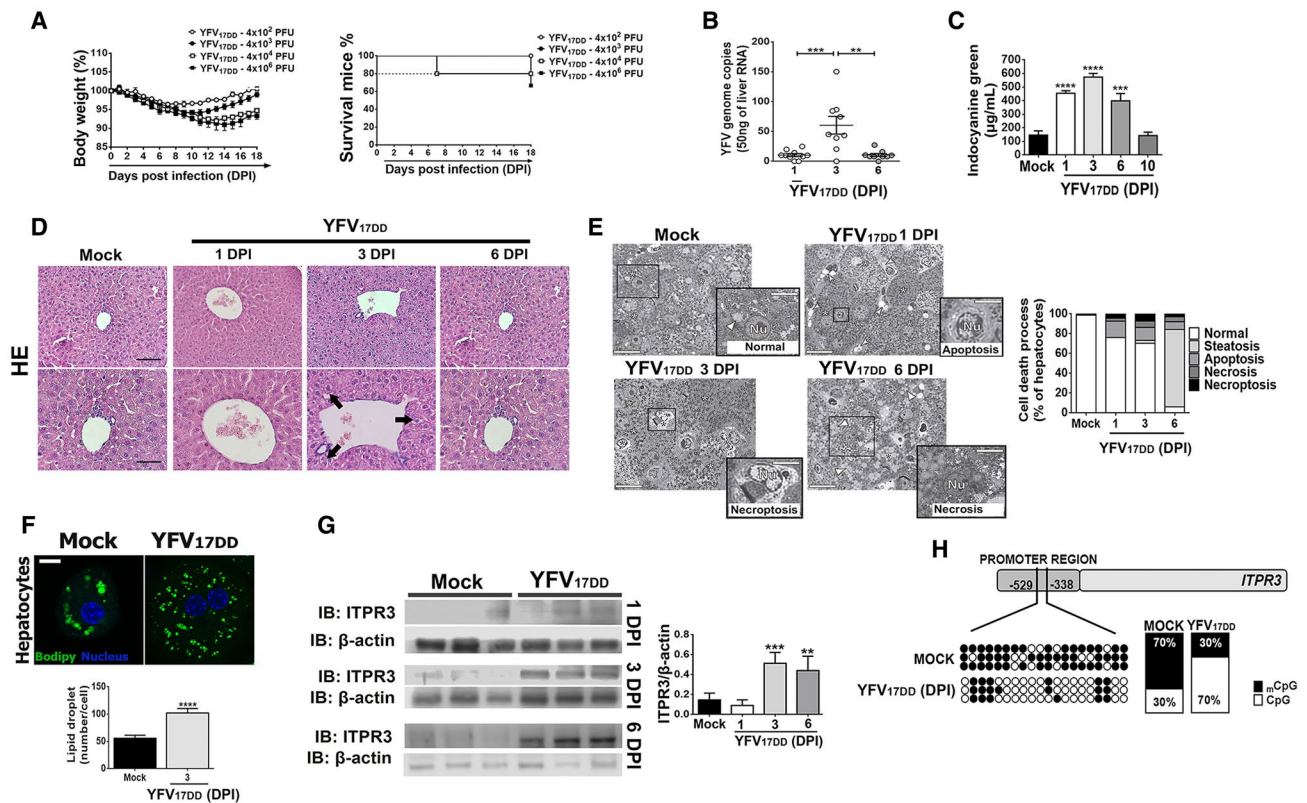 A
YFV17DD - 4x10² PFU
YFV17DD - 4x10³ PFU
YFV17DD - 4x10⁴ PFU
YFV17DD - 4x10⁶ PFU
Body weight (%)
110
105
100
95
90
85
0 2 4 6 8 10 12 14 16 18
Days post infection (DPI)
YFV17DD - 4x10² PFU
YFV17DD - 4x10³ PFU
YFV17DD - 4x10⁴ PFU
YFV17DD - 4x10⁶ PFU
Survival mice %
100
80
60
40
20
0
0 2 4 6 8 10 12 14 16 18
Days post infection (DPI)
B
YFV genome copies
(50ng of liver RNA)
200
150
100
50
0
*** **
1 3 6
YFV17DD (DPI)
C
Indocyanine green
(µg/mL)
700
600
500
400
300
200
100
0
**** **** ***
Mock 1 3 6 10
YFV17DD (DPI)
D
YFV17DD
Mock 1 DPI 3 DPI 6 DPI
HE
E
Mock
YFV17DD 1 DPI
Nu
Normal
Nu
Apoptosis
YFV17DD 3 DPI
YFV17DD 6 DPI
Nu
Necroptosis
Nu
Necrosis
Cell death process
(% of hepatocytes)
100
80
60
40
20
0
Mock 1 3 6
YFV17DD (DPI)
Normal
Steatosis
Apoptosis
Necrosis
Necroptosis
F
Mock YFV17DD
Hepatocytes
Bodipy Nucleus
Lipid droplet
(number/cell)
150
100
50
0
****
Mock 3
YFV17DD (DPI)
G
Mock YFV17DD
IB: ITPR3
IB: β-actin
1 DPI
IB: ITPR3
IB: β-actin
3 DPI
IB: ITPR3
IB: β-actin
6 DPI
ITPR3/β-actin
0.8
0.6
0.4
0.2
0.0
*** **
Mock 1 3 6
YFV17DD (DPI)
H
PROMOTER REGION
-529 -338 ITPR3
MOCK
YFV17DD (DPI)
MOCK YFV17DD
70% 30%
30% 70%
mCpG
CpG